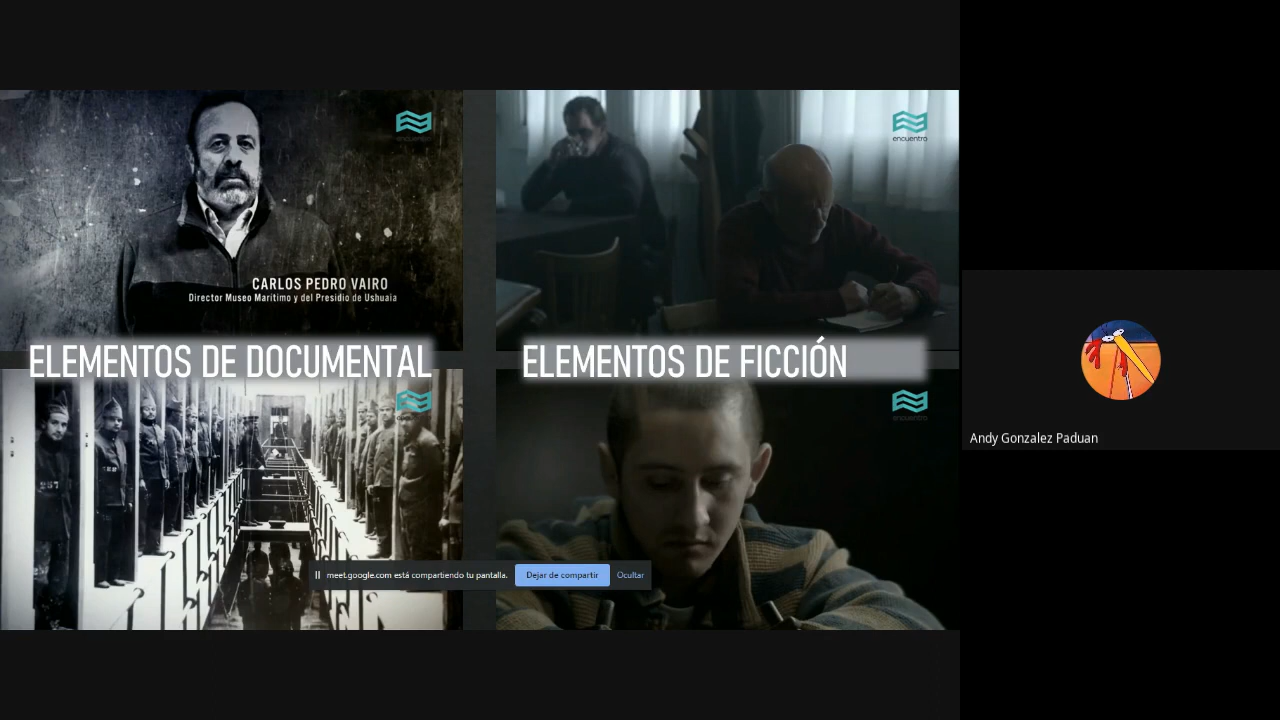 CARLOS PEDRO VAIRO
Director Museo Marítimo y del Presidio de Ushuaia
encuentro
ELEMENTOS DE DOCUMENTAL
ELEMENTOS DE FICCIÓN
meet.google.com está compartiendo tu pantalla.
Dejar de compartir
Ocultar
Andy Gonzalez Paduan